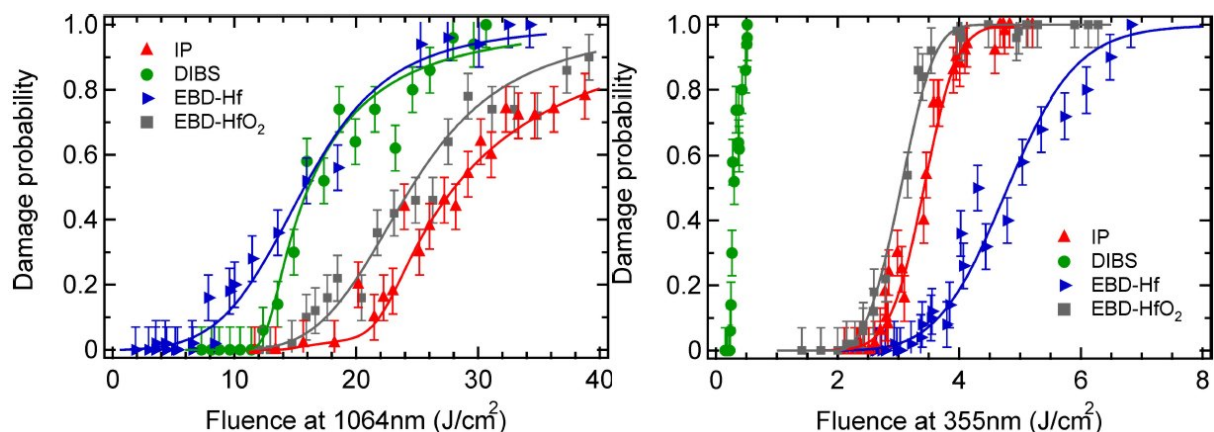 Damage probability
1.0
0.8
0.6
0.4
0.2
0
IP
DIBS
EBD-Hf
EBD-HfO₂
0 10 20 30 40
Fluence at 1064nm (J/cm²)
Damage probability
1.0
0.8
0.6
0.4
0.2
0
IP
DIBS
EBD-Hf
EBD-HfO₂
0 2 4 6 8
Fluence at 355nm (J/cm²)